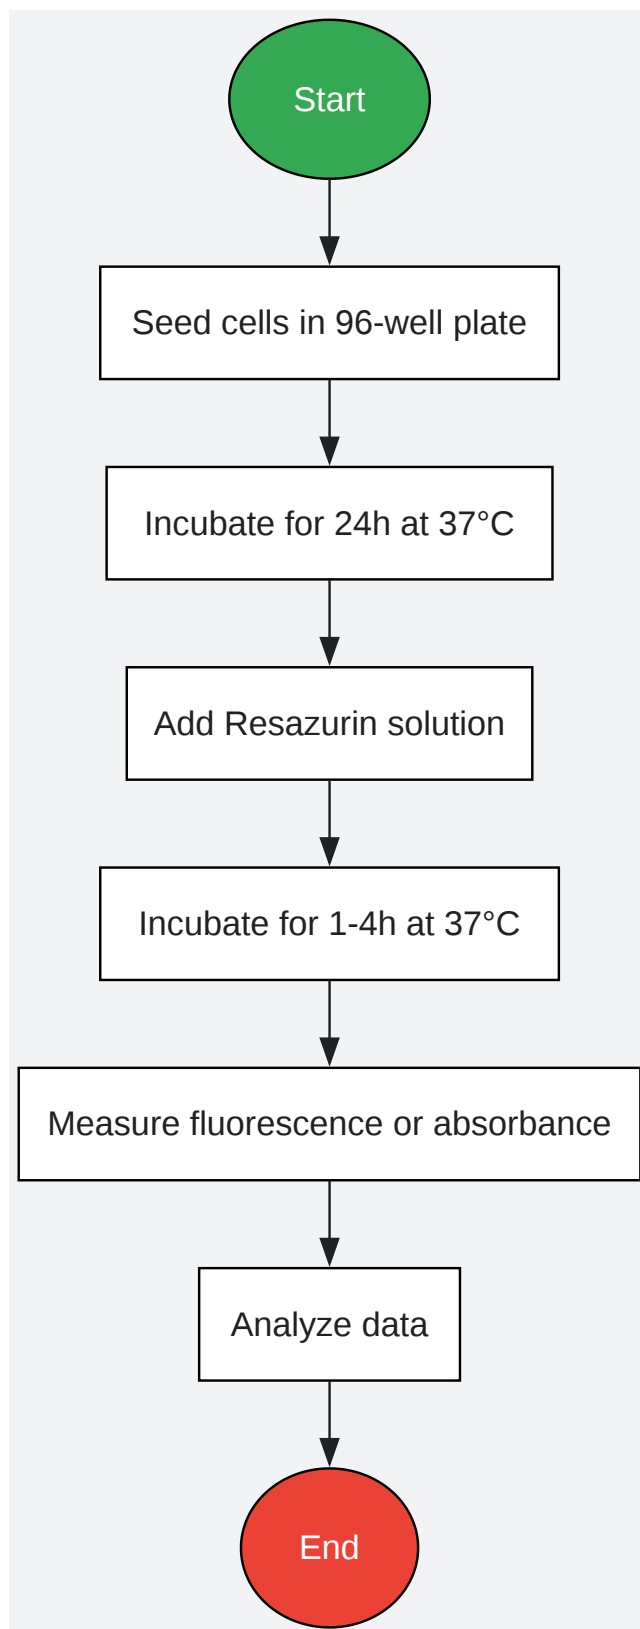 Start
Seed cells in 96-well plate
Incubate for 24h at 37°C
Add Resazurin solution
Incubate for 1-4h at 37°C
Measure fluorescence or absorbance
Analyze data
End